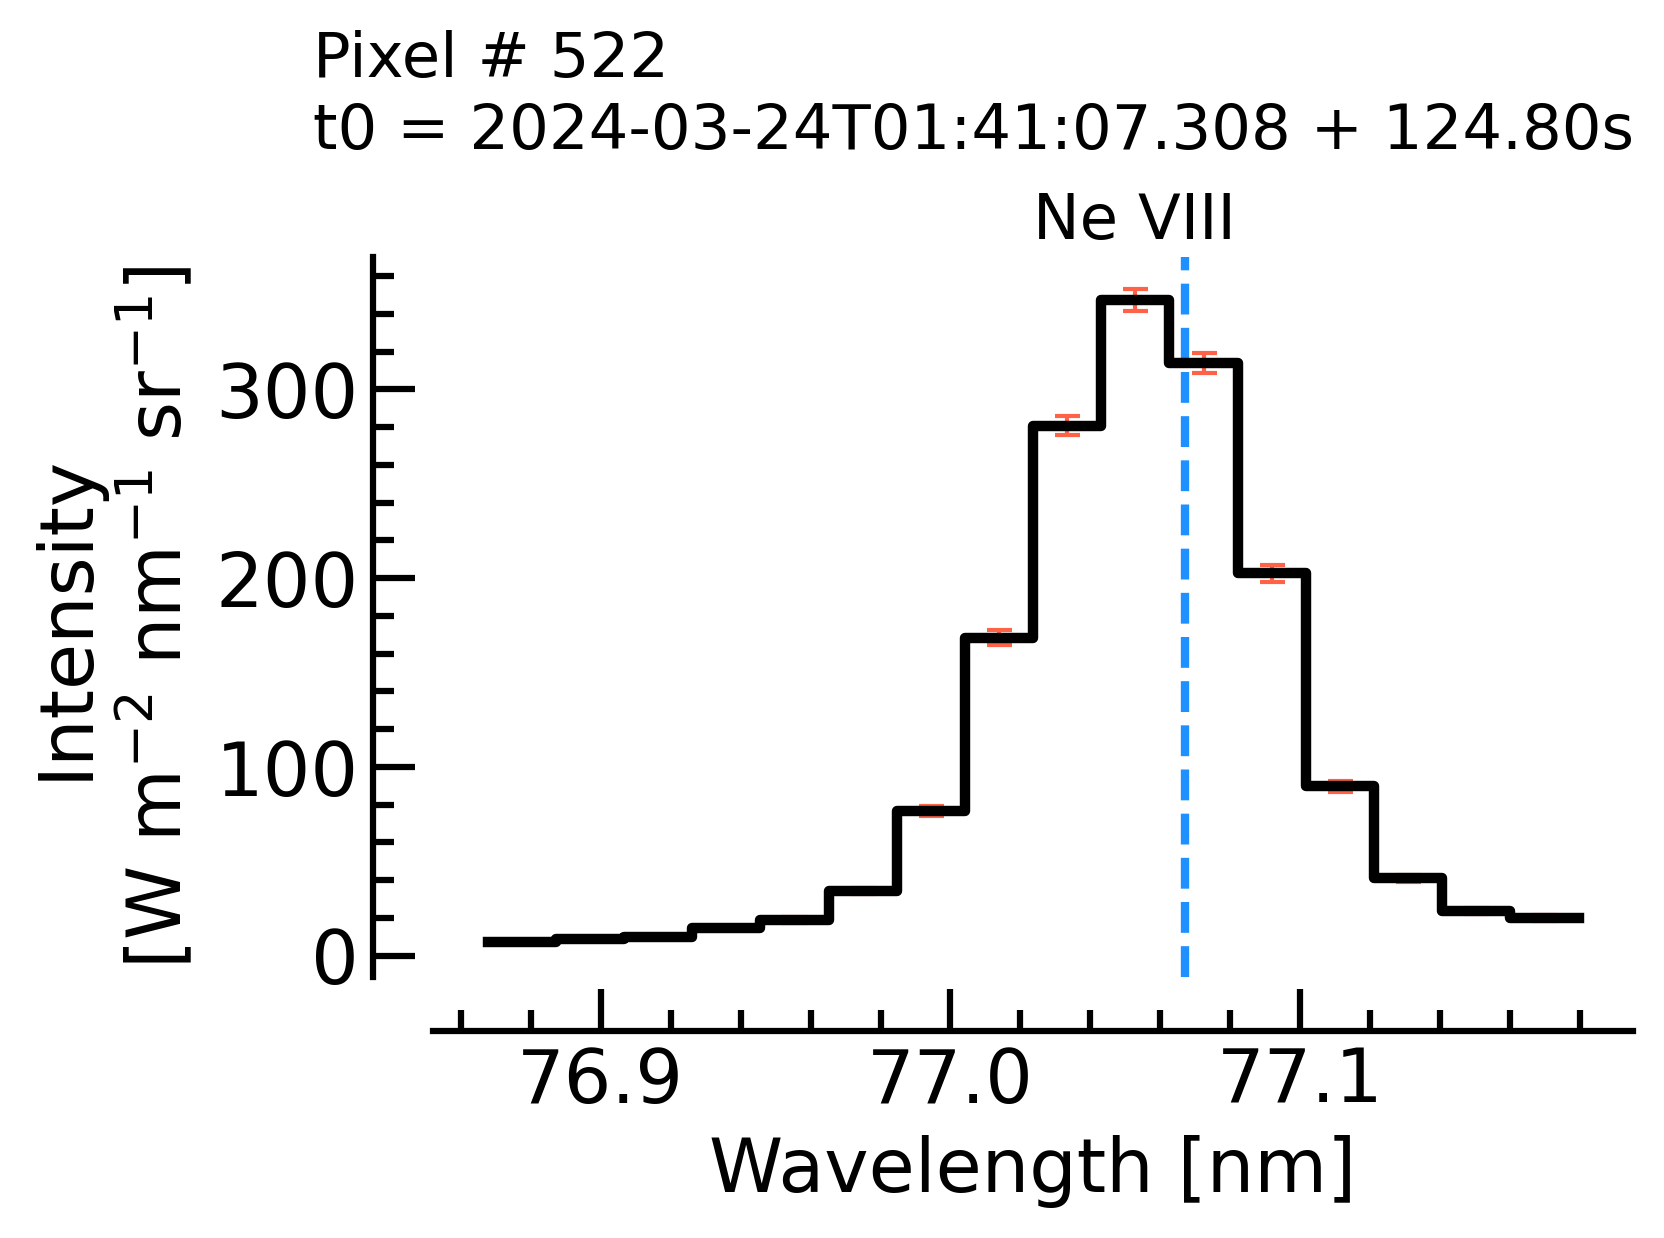 Pixel # 522
t0 = 2024-03-24T01:41:07.308 + 124.80s
Ne VIII
Intensity
[W m⁻² nm⁻¹ sr⁻¹]
300
200
100
0
76.9 77.0 77.1
Wavelength [nm]